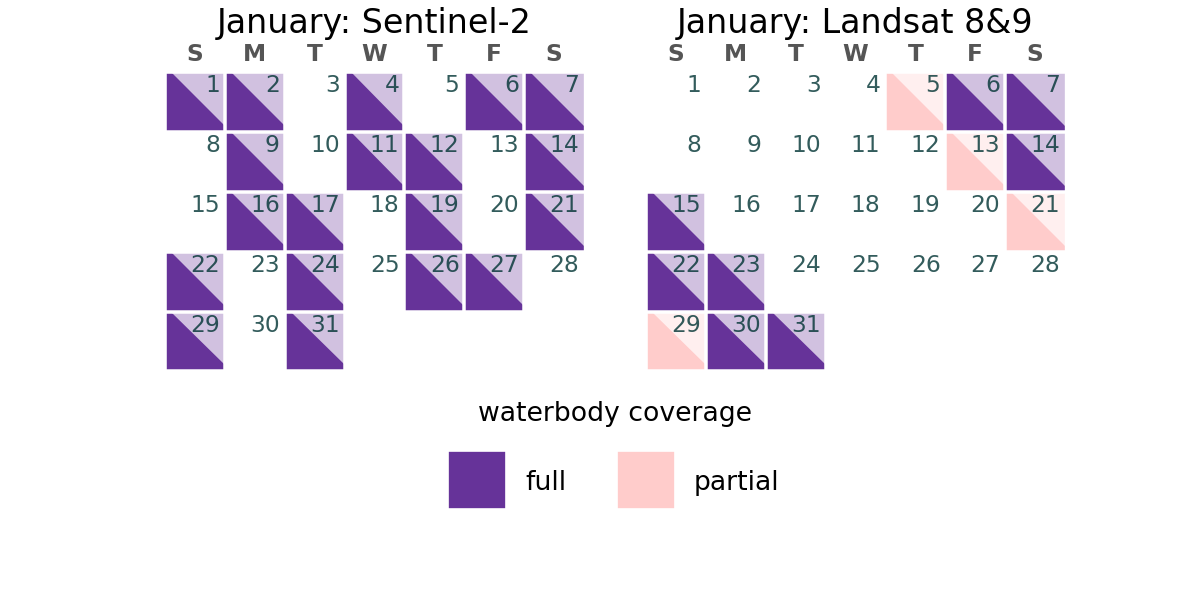 January: Sentinel-2
S M T W T F S
1 2 3 4 5 6 7
8 9 10 11 12 13 14
15 16 17 18 19 20 21
22 23 24 25 26 27 28
29 30 31
January: Landsat 8&9
S M T W T F S
1 2 3 4 5 6 7
8 9 10 11 12 13 14
15 16 17 18 19 20 21
22 23 24 25 26 27 28
29 30 31
waterbody coverage
full
partial